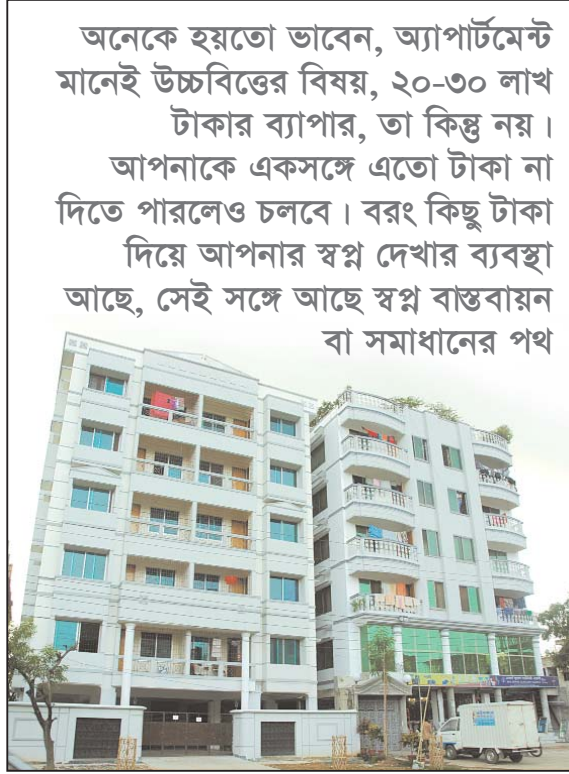 অনেকে হয়তো ভাবেন, অ্যাপার্টমেন্ট
মানেই উচ্চবিত্তের বিষয়, ২০-৩০ লাখ
টাকার ব্যাপার, তা কিন্তু নয়।
আপনাকে একসঙ্গে এতো টাকা না
দিতে পারলেও চলবে। বরং কিছু টাকা
দিয়ে আপনার স্বপ্ন দেখার ব্যবস্থা
আছে, সেই সঙ্গে আছে স্বপ্ন বাস্তবায়ন
বা সমাধানের পথ